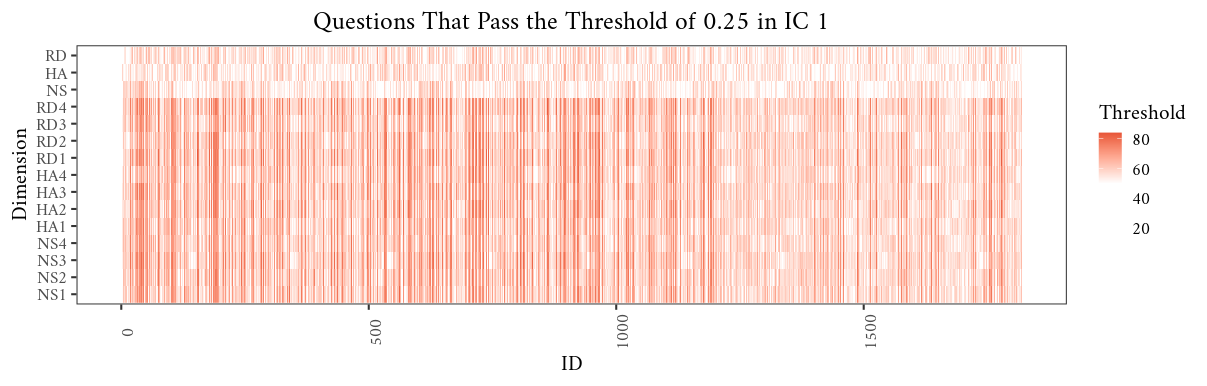 Questions That Pass the Threshold of 0.25 in IC 1
RD
HA
NS
RD4
RD3
RD2
RD1
HA4
HA3
HA2
HA1
NS4
NS3
NS2
NS1
Dimension
0
500
1000
1500
ID
Threshold
80
60
40
20